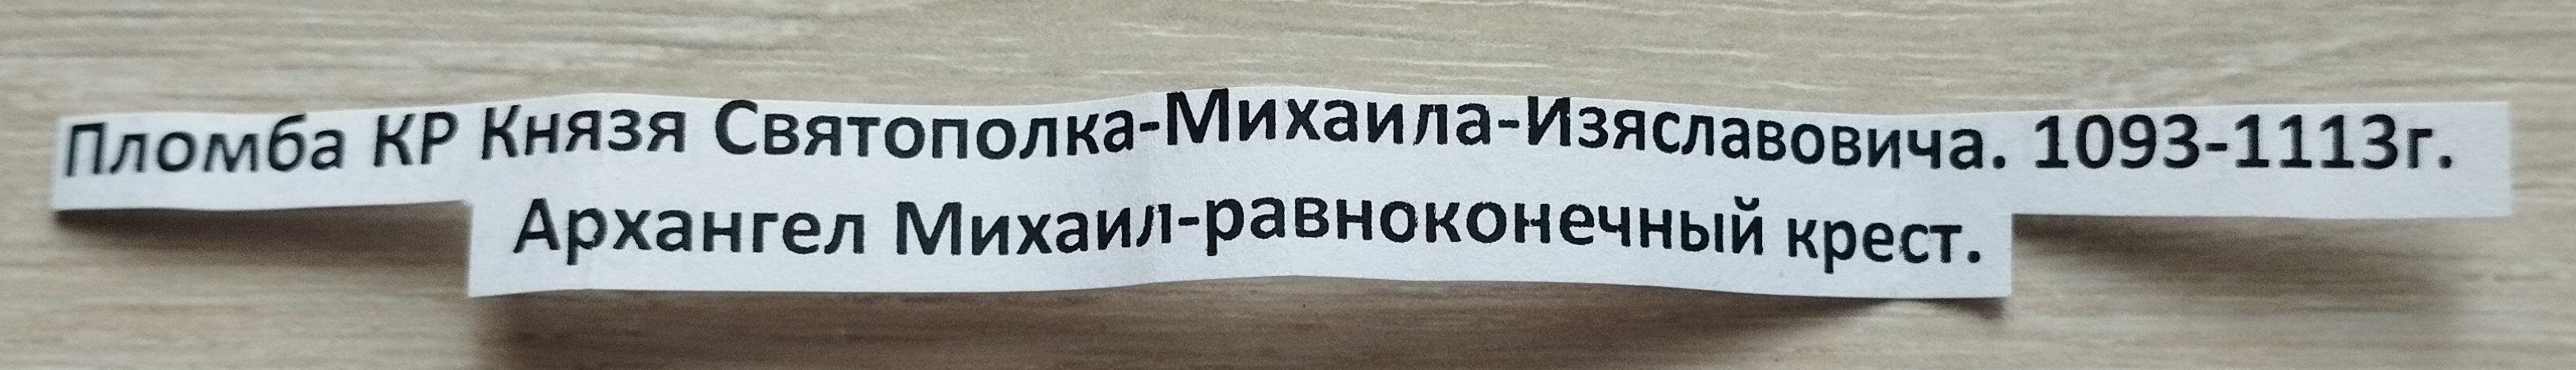 Пломба КР Князя Святополка-Михаила-Изяславовича. 1093-1113г.
Архангел Михаил-равноконечный крест.